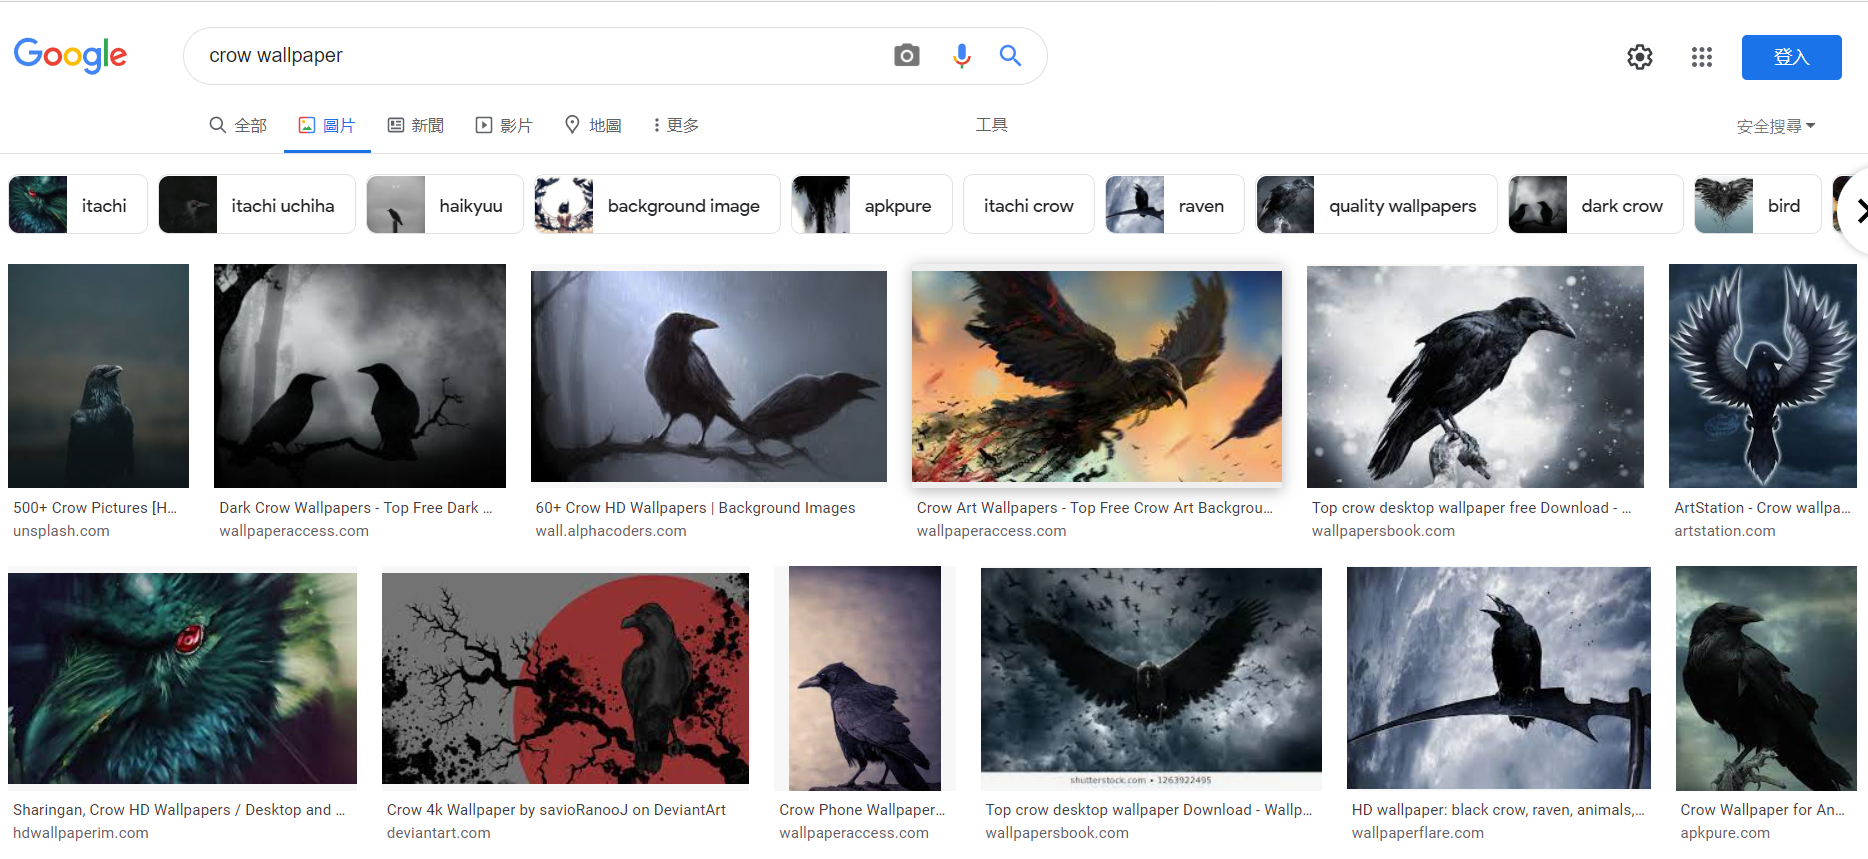 Google
crow wallpaper
登入
全部
圖片
新聞
影片
地圖
更多
工具
安全搜尋
itachi
itachi uchiha
haikyuu
background image
apkpure
itachi crow
raven
quality wallpapers
dark crow
bird
500+ Crow Pictures [H...
unsplash.com
Dark Crow Wallpapers - Top Free Dark ...
wallpaperaccess.com
60+ Crow HD Wallpapers | Background Images
wall.alphacoders.com
Crow Art Wallpapers - Top Free Crow Art Backgrou...
wallpaperaccess.com
Top crow desktop wallpaper free Download - ...
wallpapersbook.com
ArtStation - Crow wallpa...
artstation.com
shutterstock.com • 1263922495
Sharingan, Crow HD Wallpapers / Desktop and ...
hdwallpaperim.com
Crow 4k Wallpaper by savioRanooJ on DeviantArt
deviantart.com
Crow Phone Wallpaper...
wallpaperaccess.com
Top crow desktop wallpaper Download - Wallp...
wallpapersbook.com
HD wallpaper: black crow, raven, animals,...
wallpaperflare.com
Crow Wallpaper for An...
apkpure.com